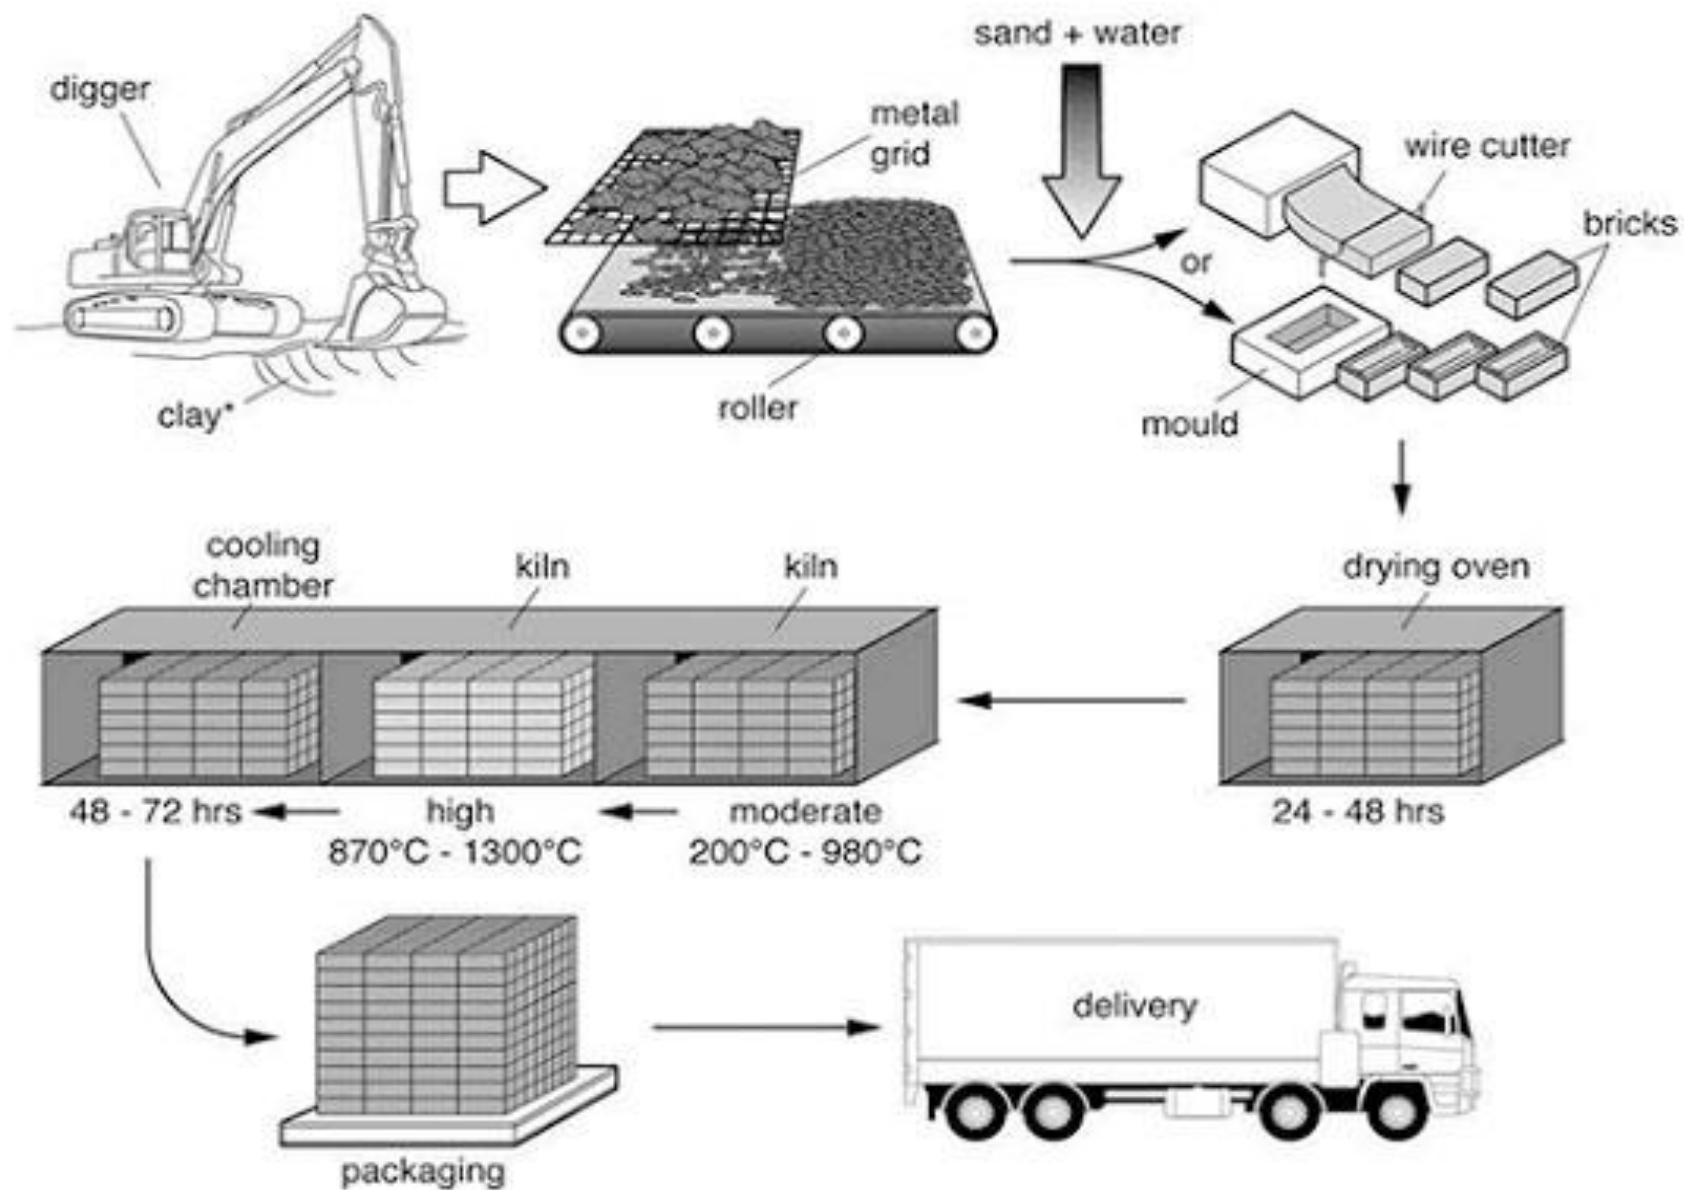 digger
clay*
metal
grid
roller
sand + water
or
wire cutter
bricks
mould
drying oven
24 - 48 hrs
kiln
moderate
200°C - 980°C
kiln
high
870°C - 1300°C
cooling
chamber
48 - 72 hrs
packaging
delivery